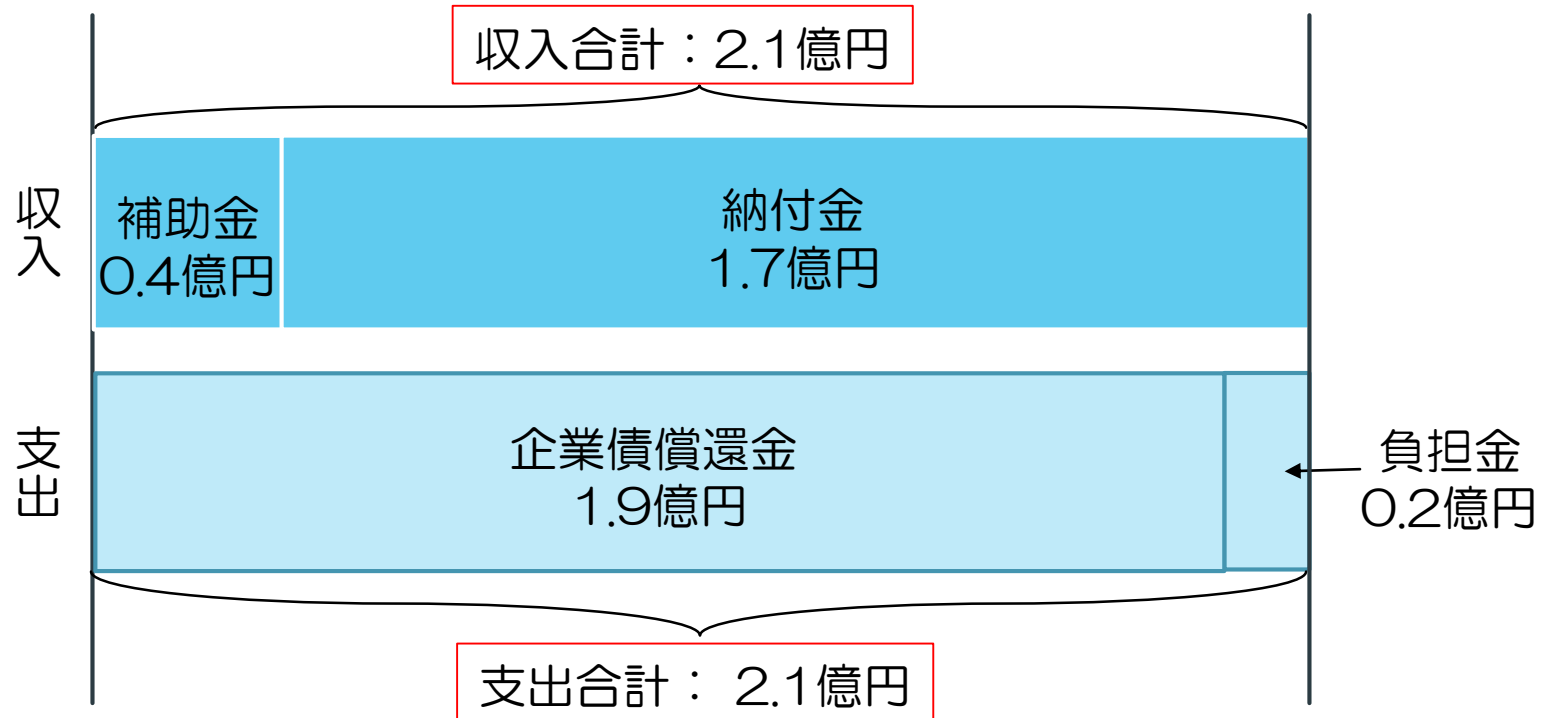 収入合計：2.1億円
収入
補助金
0.4億円
納付金
1.7億円
支出
企業債償還金
1.9億円
負担金
0.2億円
支出合計： 2.1億円